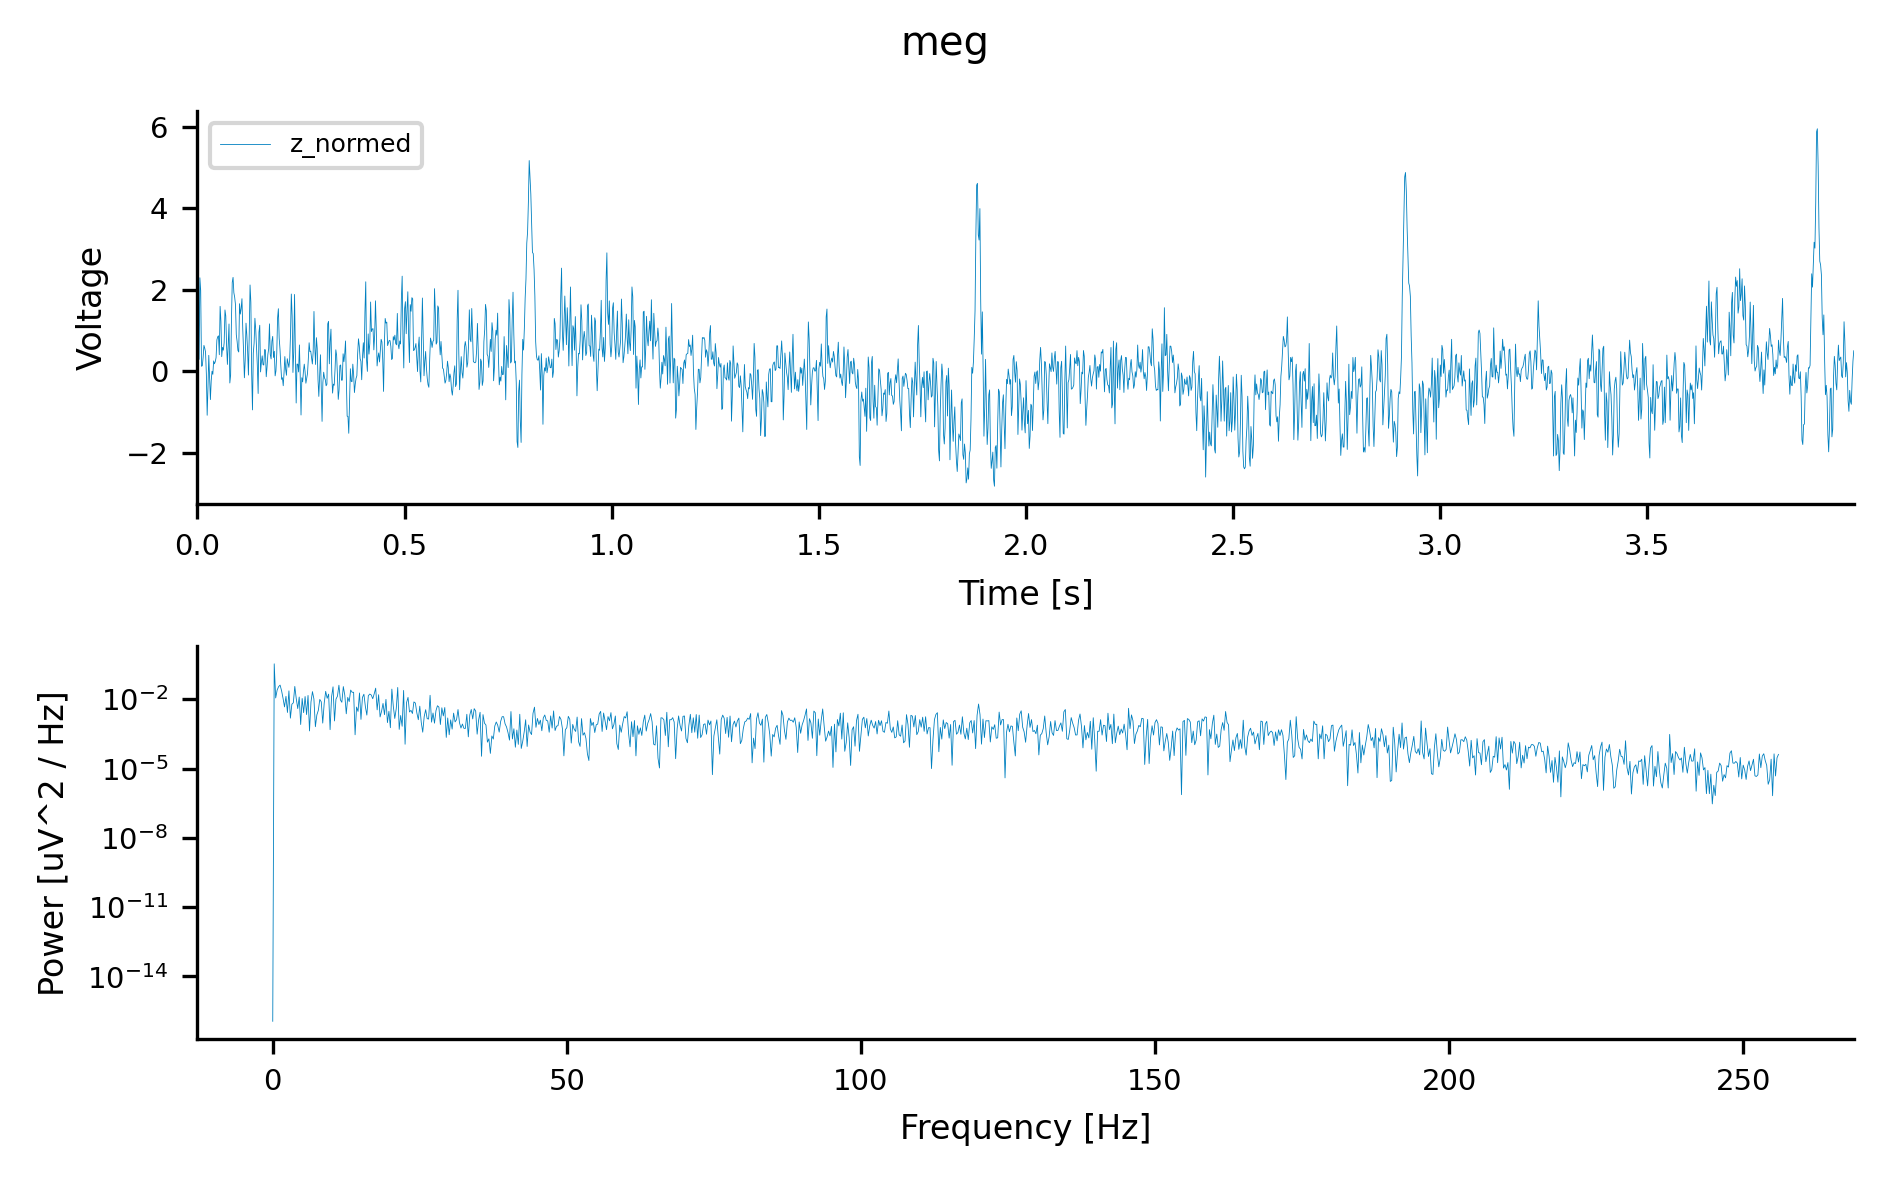 meg
6
4
2
0
−2
Voltage
z_normed
0.0 0.5 1.0 1.5 2.0 2.5 3.0 3.5
Time [s]
10⁻²
10⁻⁵
10⁻⁸
10⁻¹¹
10⁻¹⁴
Power [uV^2 / Hz]
0 50 100 150 200 250
Frequency [Hz]